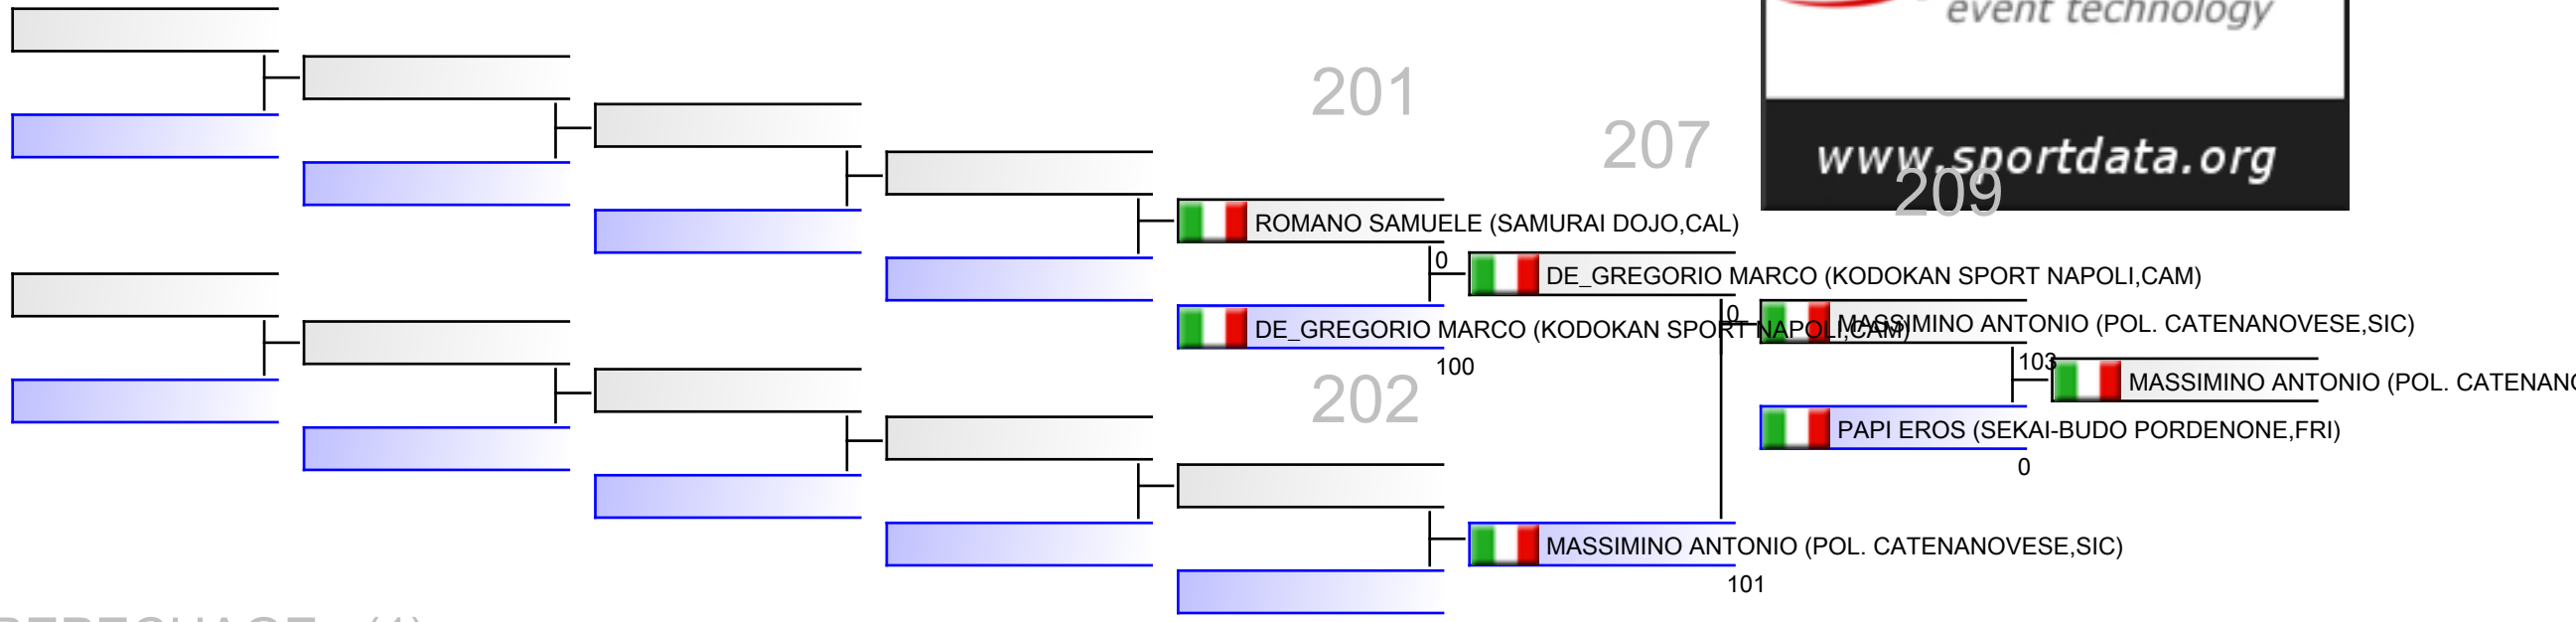 event technology
www.sportdata.org
201
207
209
ROMANO SAMUELE (SAMURAI DOJO,CAL)
0
DE_GREGORIO MARCO (KODOKAN SPORT NAPOLI,CAM)
0
MASSIMINO ANTONIO (POL. CATENANOVESE,SIC)
DE_GREGORIO MARCO (KODOKAN SPORT NAPOLI,CAM)
100
103
MASSIMINO ANTONIO (POL. CATENANO
202
PAPI EROS (SEKAI-BUDO PORDENONE,FRI)
0
MASSIMINO ANTONIO (POL. CATENANOVESE,SIC)
101